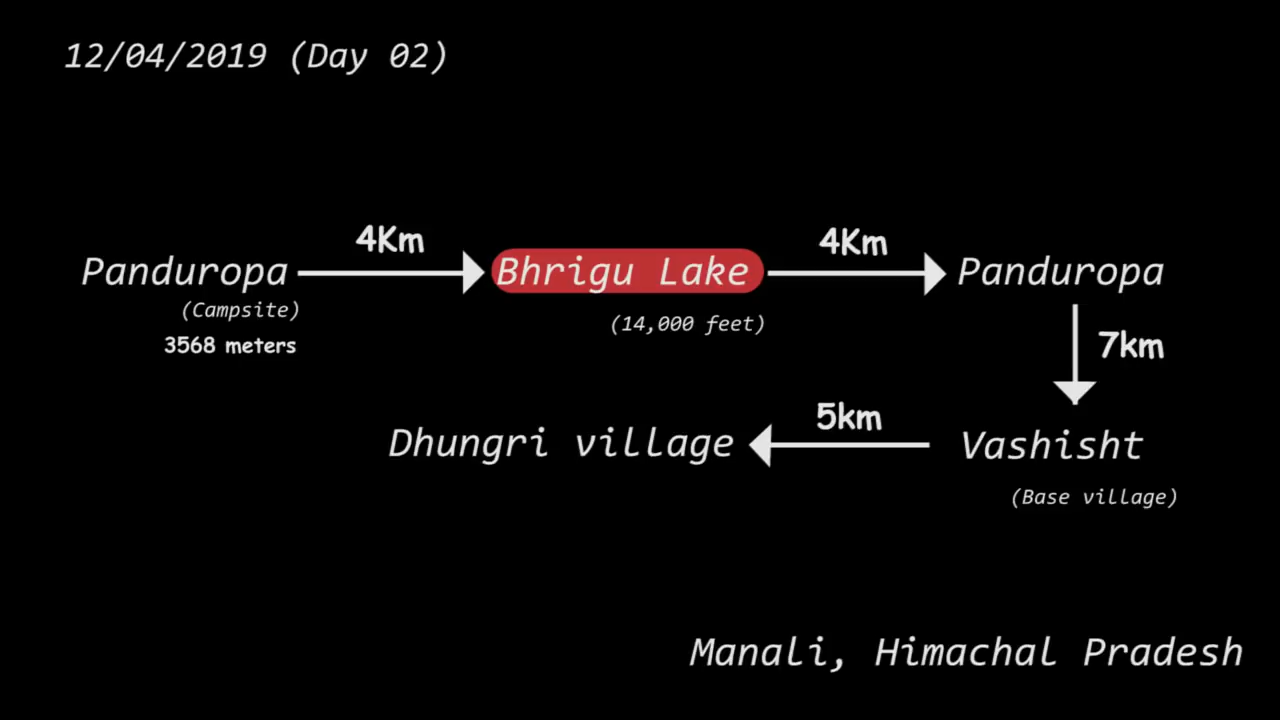 12/04/2019 (Day 02)
4Km
4Km
Panduropa
Bhrigu Lake
Panduropa
(Campsite)
(14,000 feet)
3568 meters
7km
5km
Dhungri village
Vashisht
(Base village)
Manali, Himachal Pradesh